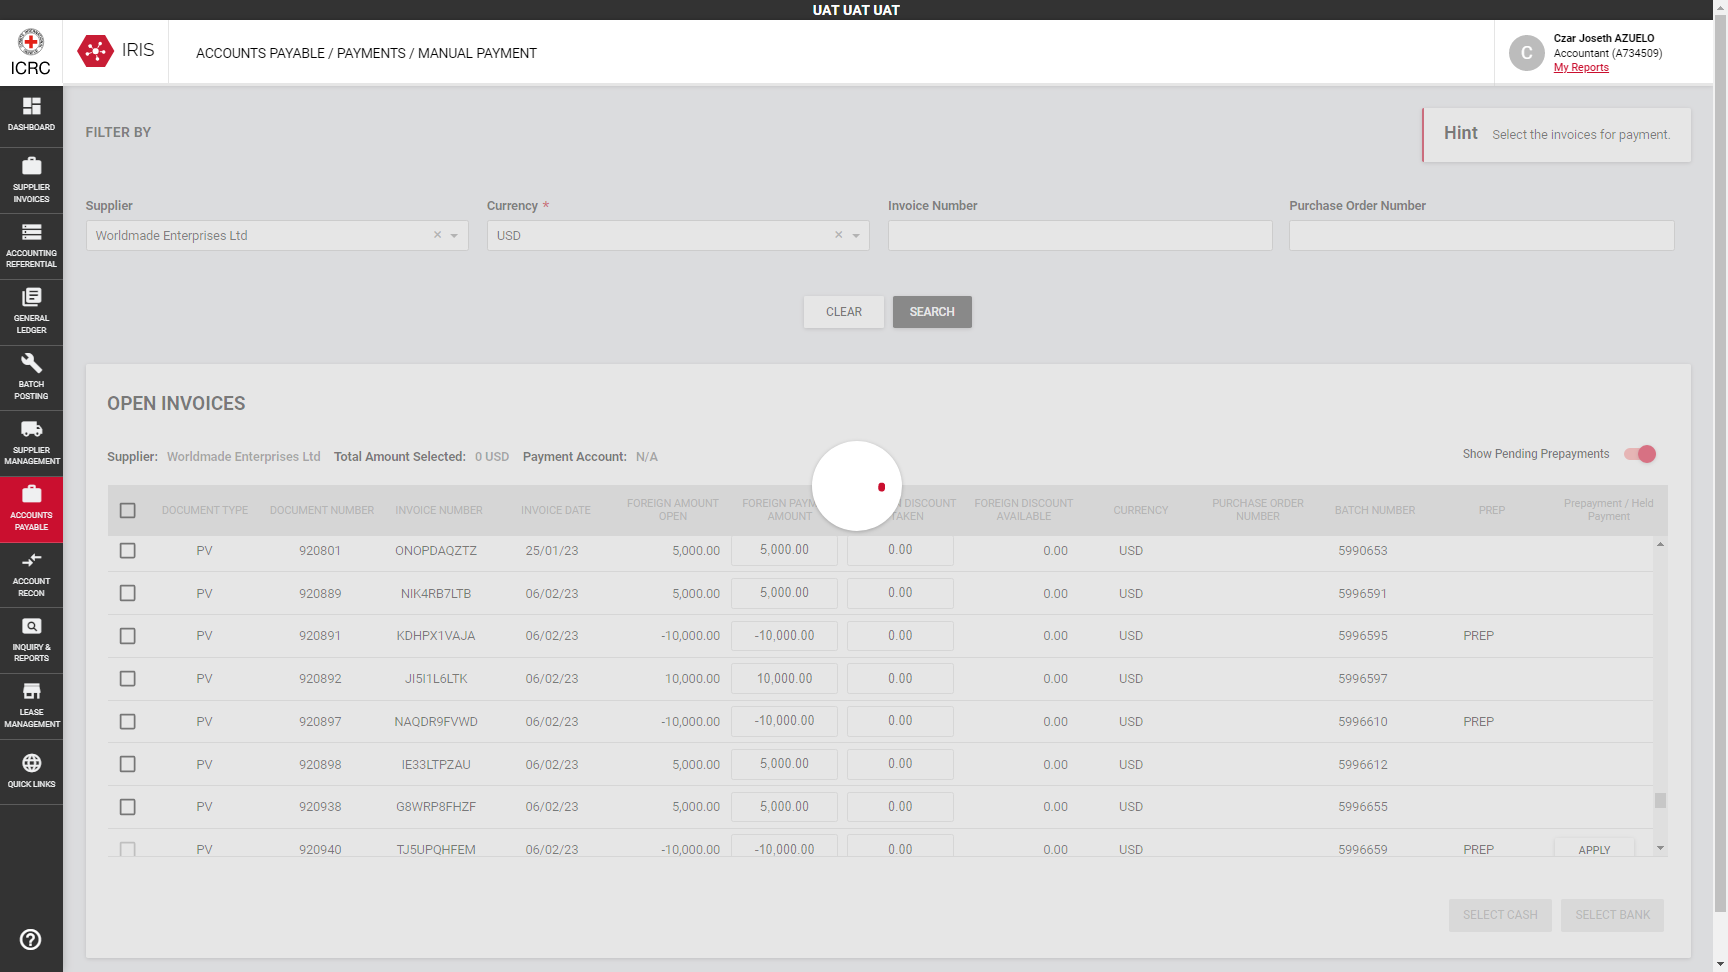 UAT UAT UAT
ICRC
IRIS
ACCOUNTS PAYABLE / PAYMENTS / MANUAL PAYMENT
C
Czar Joseth AZUELO
Accountant (A734509)
My Reports
DASHBOARD
SUPPLIER
INVOICES
ACCOUNTING
REFERENTIAL
GENERAL
LEDGER
BATCH
POSTING
SUPPLIER
MANAGEMENT
ACCOUNTS
PAYABLE
ACCOUNT
RECON
INQUIRY &
REPORTS
LEASE
MANAGEMENT
QUICK LINKS
FILTER BY
Hint Select the invoices for payment.
Supplier Currency * Invoice Number Purchase Order Number
Worldmade Enterprises Ltd × USD ×
CLEAR SEARCH
OPEN INVOICES
Supplier: Worldmade Enterprises Ltd Total Amount Selected: 0 USD Payment Account: N/A
Show Pending Prepayments
DOCUMENT TYPE DOCUMENT NUMBER INVOICE NUMBER INVOICE DATE FOREIGN AMOUNT OPEN FOREIGN AMOUNT DISCOUNT TAKEN FOREIGN DISCOUNT AVAILABLE CURRENCY PURCHASE ORDER NUMBER BATCH NUMBER PREP Prepayment / Held Payment
PV 920801 ONOPDAQZTZ 25/01/23 5,000.00 5,000.00 0.00 0.00 USD 5990653
PV 920889 NIK4RB7LTB 06/02/23 5,000.00 5,000.00 0.00 0.00 USD 5996591
PV 920891 KDHPX1VAJA 06/02/23 -10,000.00 -10,000.00 0.00 0.00 USD 5996595 PREP
PV 920892 JI5I1L6LTK 06/02/23 10,000.00 10,000.00 0.00 0.00 USD 5996597
PV 920897 NAQDR9FVWD 06/02/23 -10,000.00 -10,000.00 0.00 0.00 USD 5996610 PREP
PV 920898 IE33LTPZAU 06/02/23 5,000.00 5,000.00 0.00 0.00 USD 5996612
PV 920938 G8WRP8FHZF 06/02/23 5,000.00 5,000.00 0.00 0.00 USD 5996655
PV 920940 TJ5UPQHFEM 06/02/23 -10,000.00 -10,000.00 0.00 0.00 USD 5996659 PREP APPLY
SELECT CASH SELECT BANK